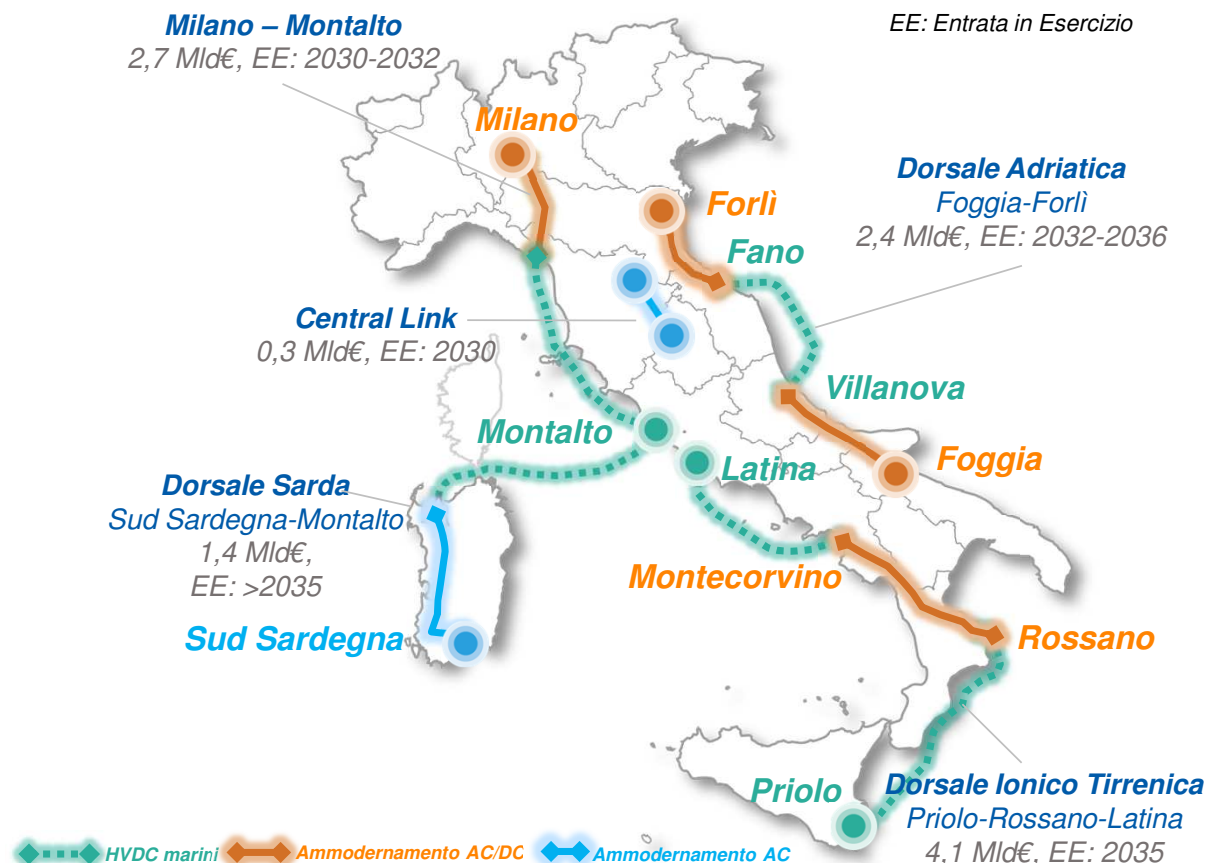 Milano – Montalto
2,7 Mld€, EE: 2030-2032
EE: Entrata in Esercizio
Milano
Dorsale Adriatica
Foggia-Forlì
2,4 Mld€, EE: 2032-2036
Forlì
Fano
Central Link
0,3 Mld€, EE: 2030
Villanova
Montalto
Latina
Foggia
Dorsale Sarda
Sud Sardegna-Montalto
1,4 Mld€,
EE: >2035
Montecorvino
Sud Sardegna
Rossano
Priolo
Dorsale Ionico Tirrenica
Priolo-Rossano-Latina
4,1 Mld€, EE: 2035
HVDC marini
Ammodernamento AC/DC
Ammodernamento AC